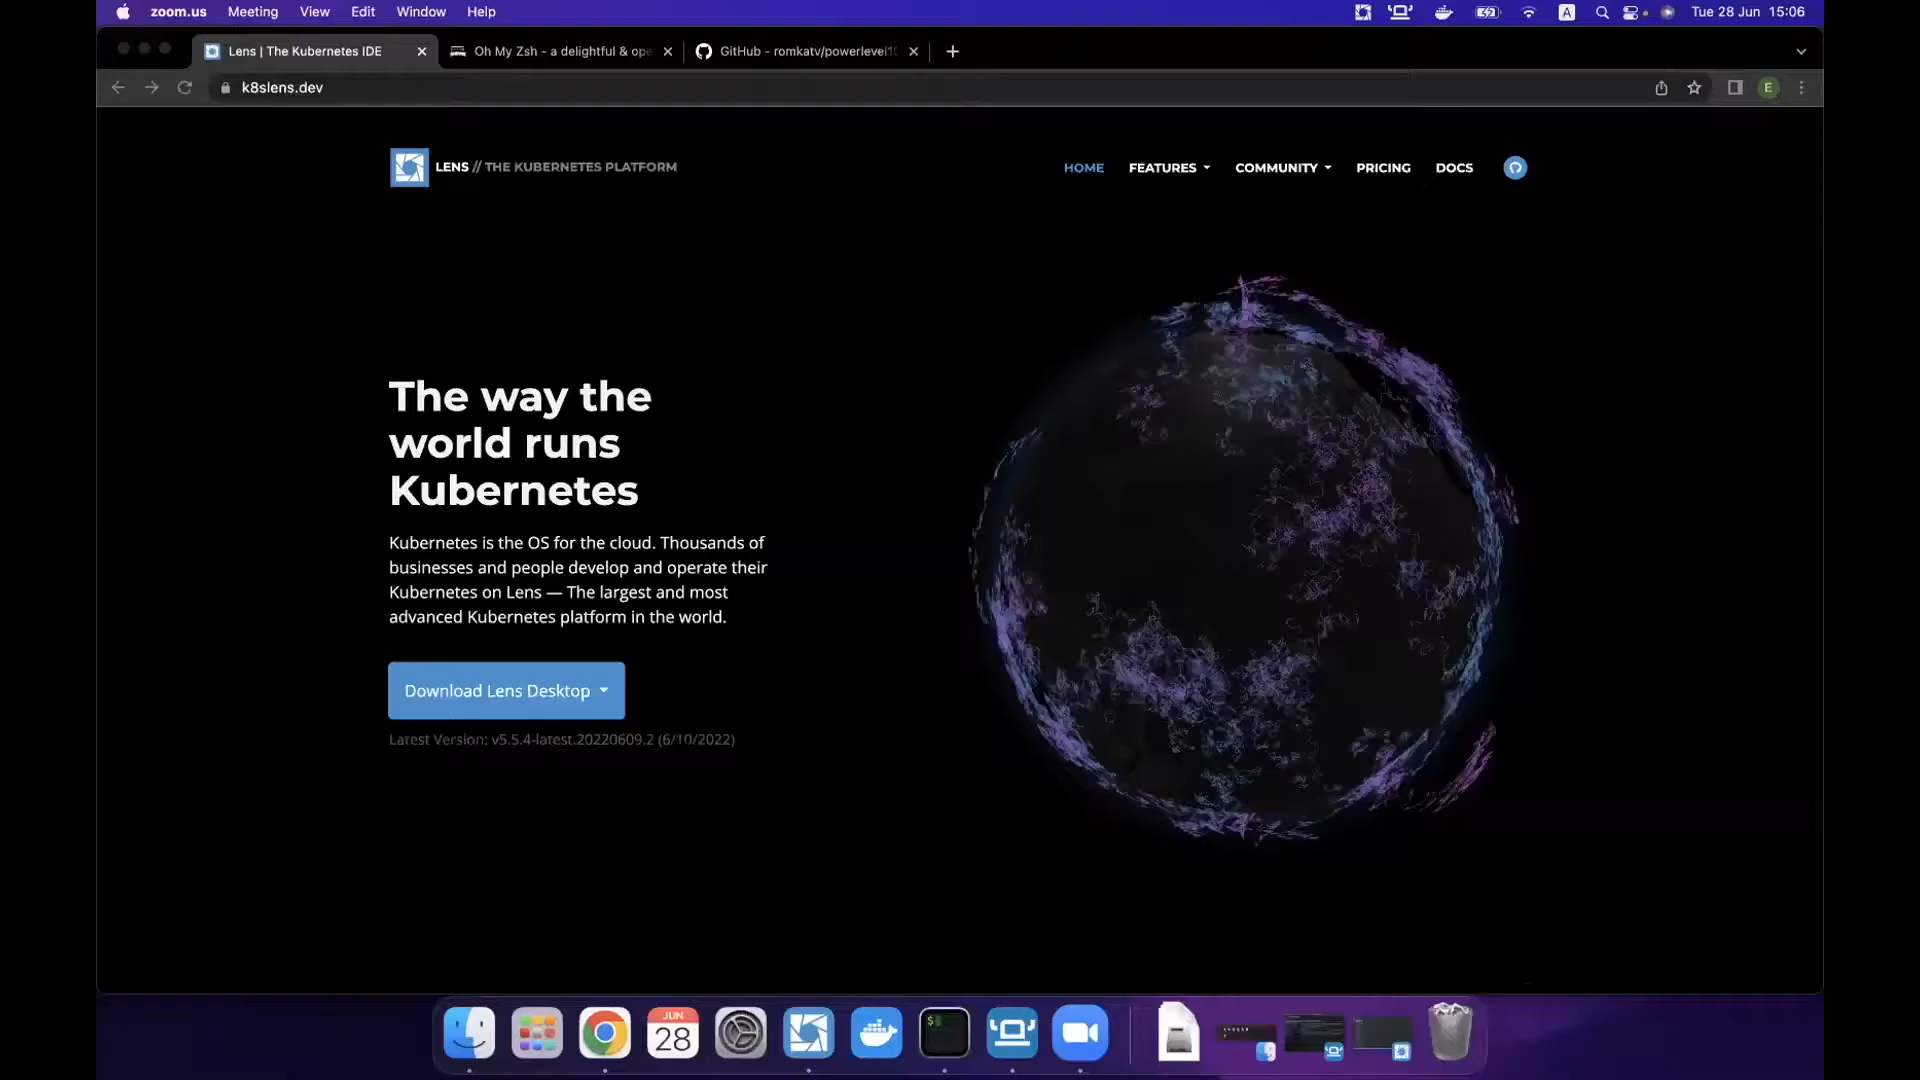 zoom.us Meeting View Edit Window Help
A
Tue 28 Jun 15:06
Lens | The Kubernetes IDE
Oh My Zsh - a delightful & ope
GitHub - romkatv/powerlevel10
k8slens.dev
E
LENS // THE KUBERNETES PLATFORM
HOME FEATURES COMMUNITY PRICING DOCS
The way the
world runs
Kubernetes
Kubernetes is the OS for the cloud. Thousands of
businesses and people develop and operate their
Kubernetes on Lens — The largest and most
advanced Kubernetes platform in the world.
Download Lens Desktop
Latest Version: v5.5.4-latest.20220609.2 (6/10/2022)
JUN
28
$